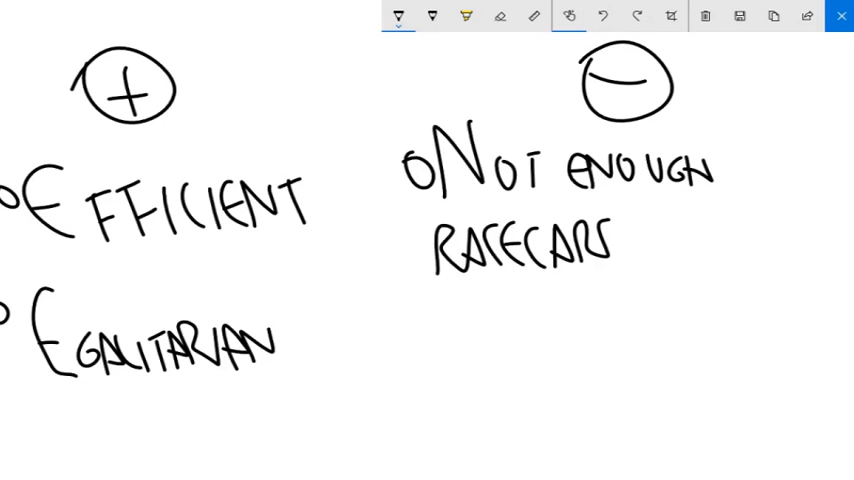 +
EFFICIENT
EGALITARIAN
−
NOT ENOUGH
RACECARS